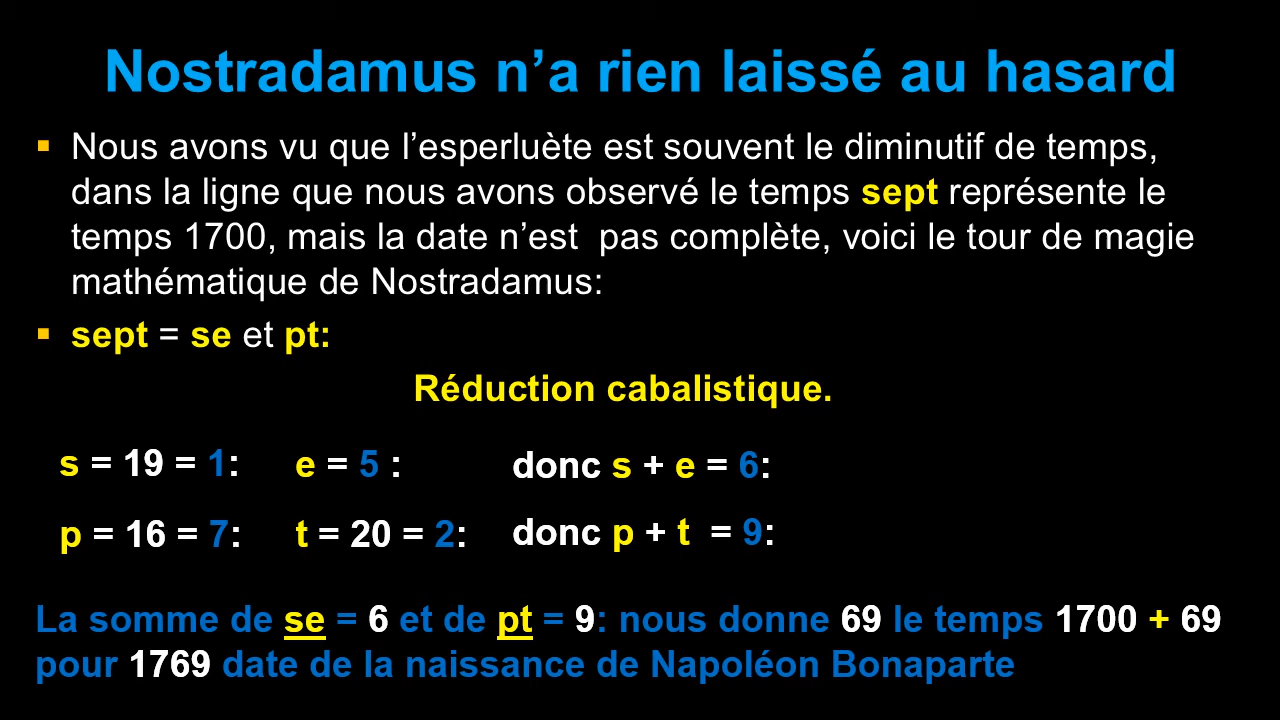 Nostradamus n’a rien laissé au hasard
▪ Nous avons vu que l’esperluète est souvent le diminutif de temps,
dans la ligne que nous avons observé le temps sept représente le
temps 1700, mais la date n’est  pas complète, voici le tour de magie
mathématique de Nostradamus:
▪ sept = se et pt:
Réduction cabalistique.
s = 19 = 1: e = 5 : donc s + e = 6:
p = 16 = 7: t = 20 = 2: donc p + t  = 9:
La somme de se = 6 et de pt = 9: nous donne 69 le temps 1700 + 69
pour 1769 date de la naissance de Napoléon Bonaparte